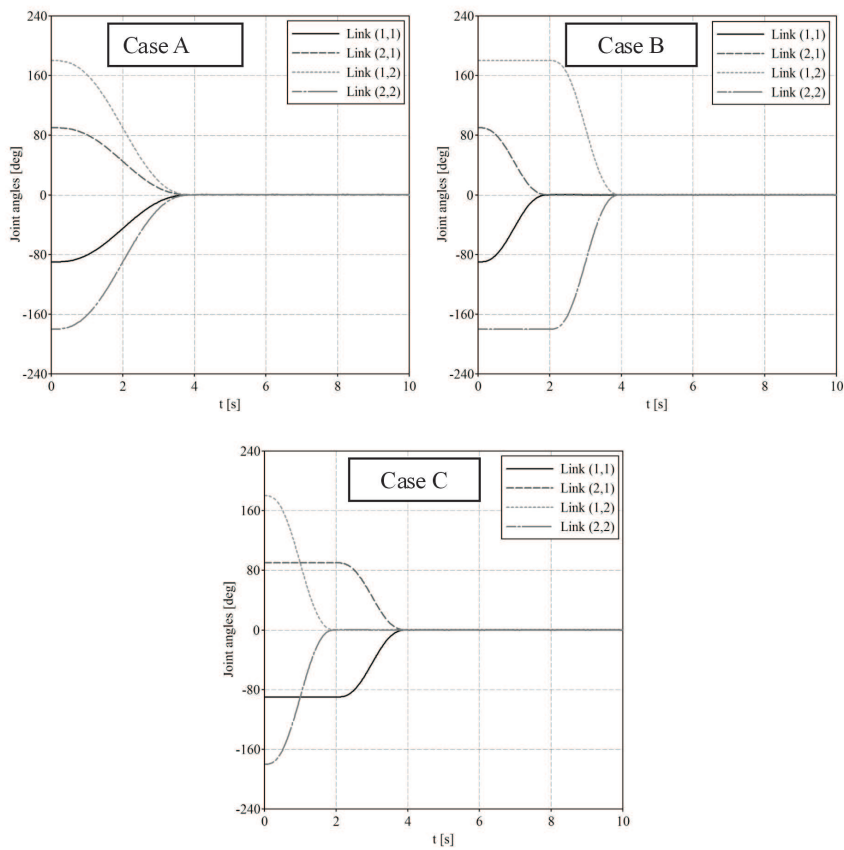 Case A
Link (1,1)
Link (2,1)
Link (1,2)
Link (2,2)
240
160
80
0
-80
-160
-240
Joint angles [deg]
0 2 4 6 8 10
t [s]
Case B
Link (1,1)
Link (2,1)
Link (1,2)
Link (2,2)
240
160
80
0
-80
-160
-240
Joint angles [deg]
0 2 4 6 8 10
t [s]
Case C
Link (1,1)
Link (2,1)
Link (1,2)
Link (2,2)
240
160
80
0
-80
-160
-240
Joint angles [deg]
0 2 4 6 8 10
t [s]